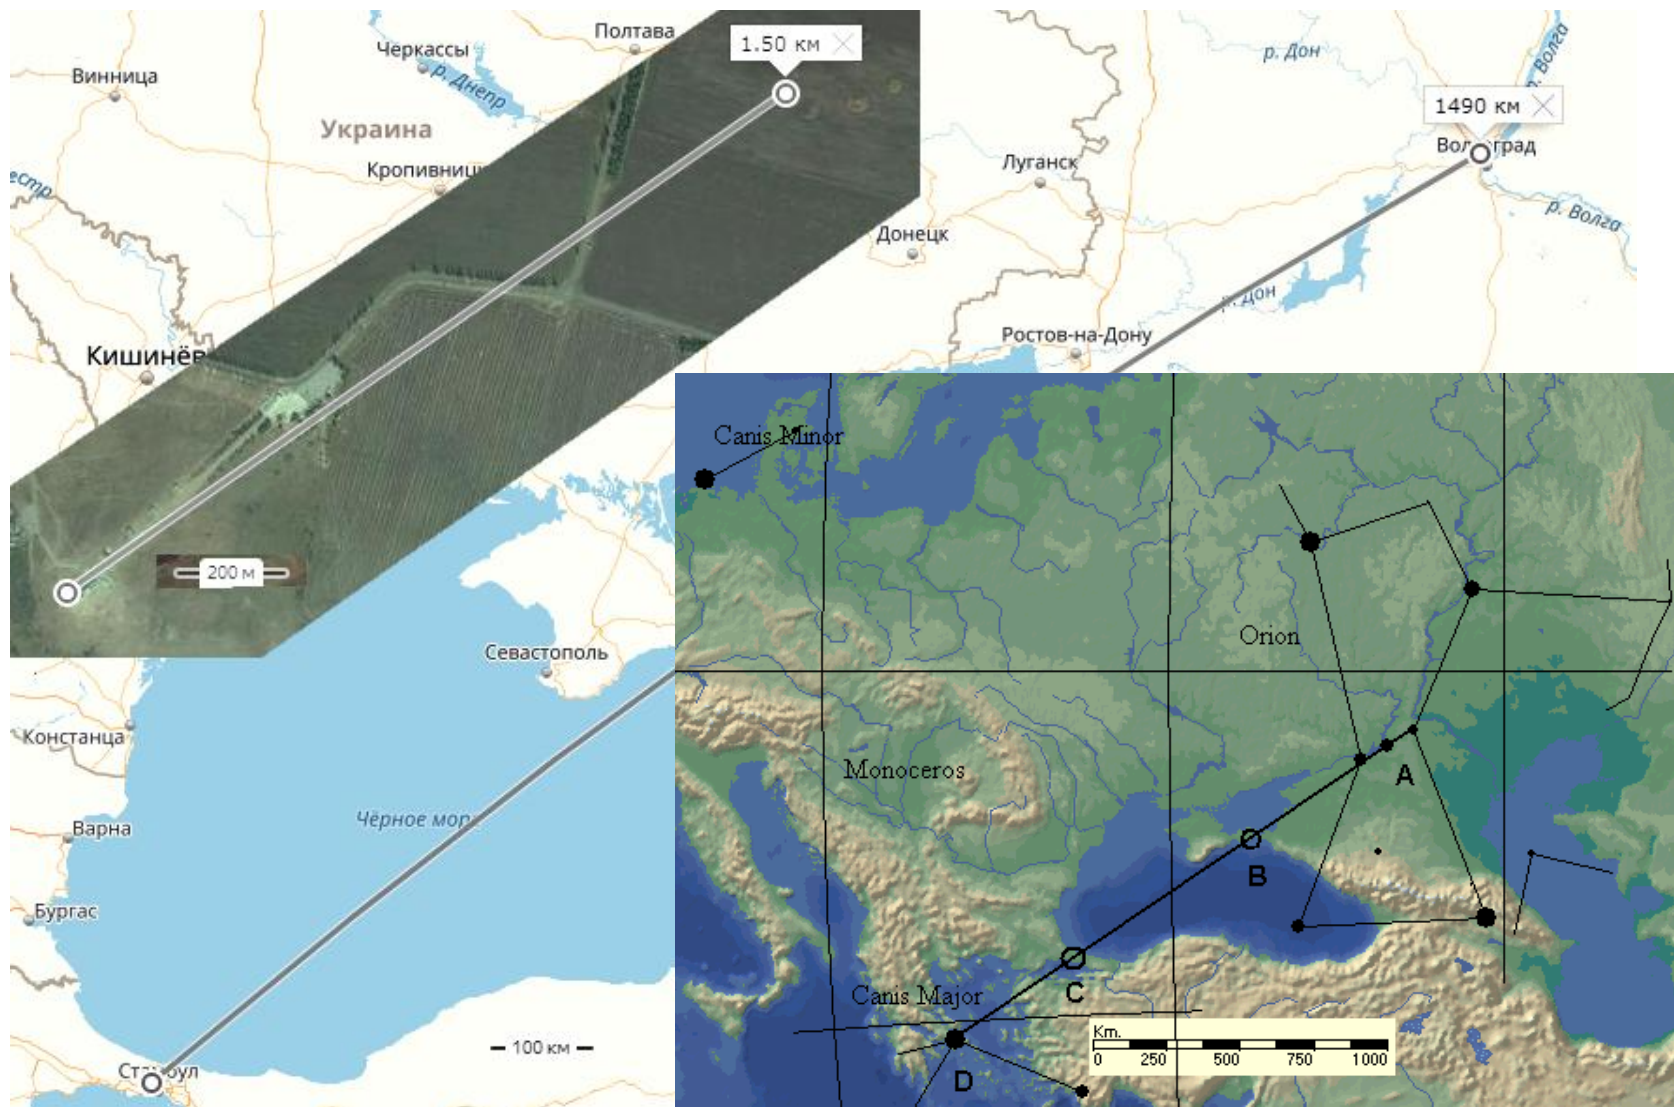 Полтава
1.50 км
Черкассы
р. Днепр
Винница
Украина
Кропивниц
естр
Кишинёв
200 м
р. Дон
р. Волга
1490 км
Волгоград
Луганск
р. Волга
Донецк
р. Дон
Ростов-на-Дону
Севастополь
Констанца
Чёрное мор
Варна
Бургас
100 км
Canis Minor
Orion
Monoceros
A
B
C
Canis Major
D
Km.
0 250 500 750 1000